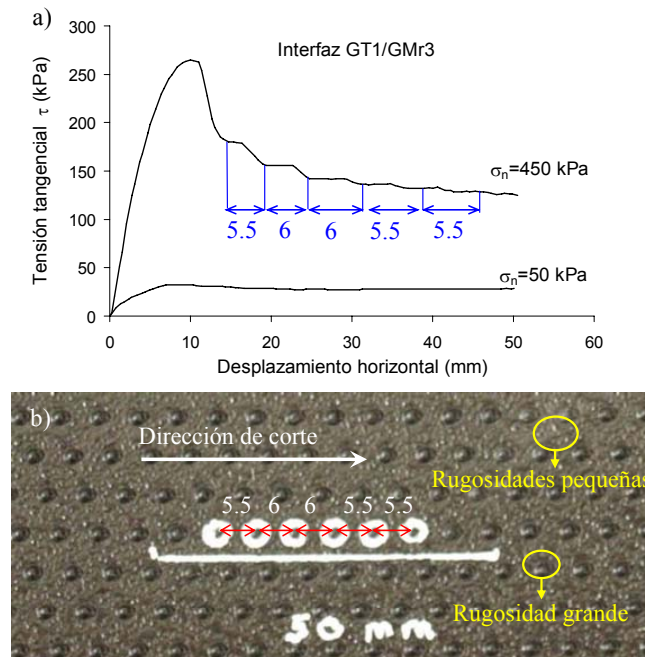 a)
Interfaz GT1/GMr3
Tensión tangencial τ (kPa)
300
250
200
150
100
50
0
σn=450 kPa
5.5 6 6 5.5 5.5
σn=50 kPa
0 10 20 30 40 50 60
Desplazamiento horizontal (mm)
b)
Dirección de corte
Rugosidades pequeñas
5.5 6 6 5.5 5.5
Rugosidad grande
50 mm